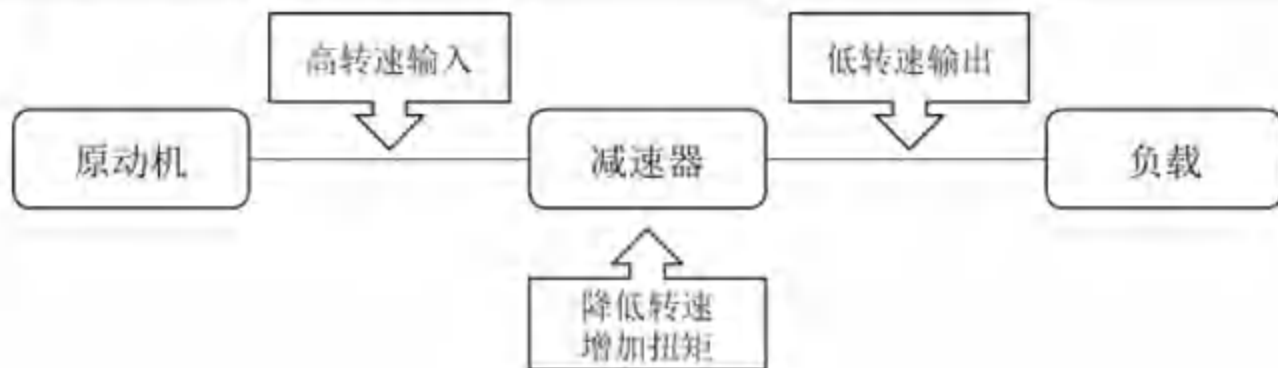 高转速输入
低转速输出
原动机
减速器
负载
降低转速
增加扭矩